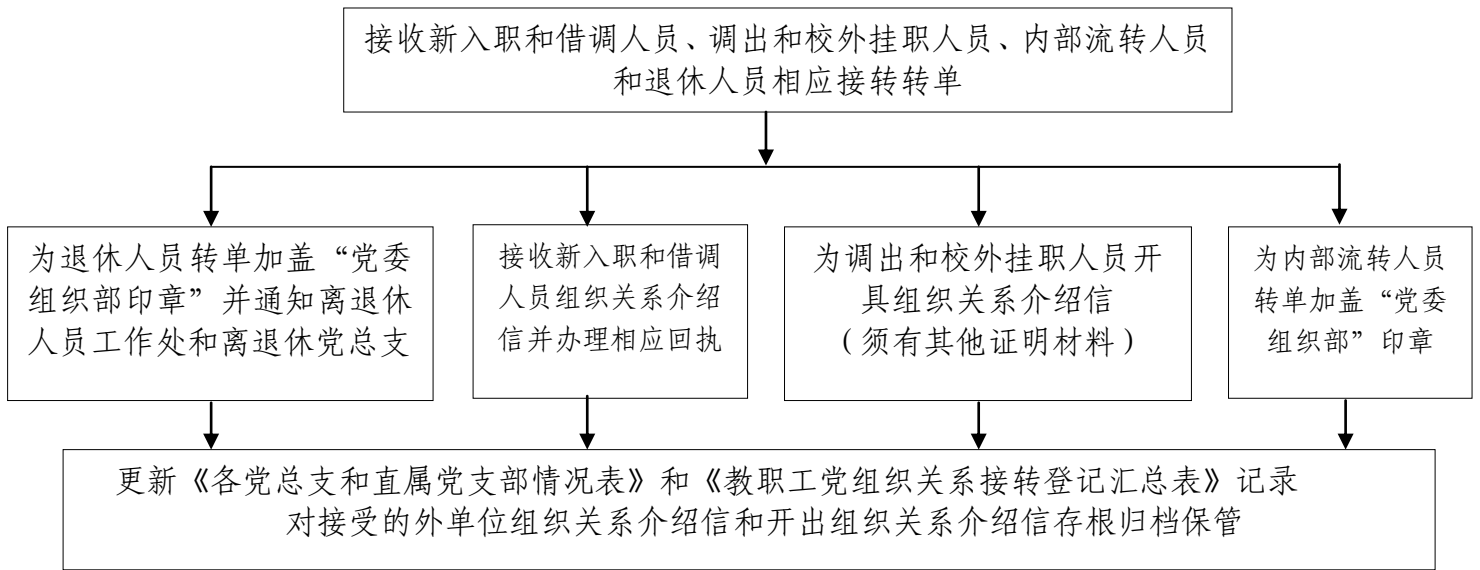 接收新入职和借调人员、调出和校外挂职人员、内部流转人员
和退休人员相应接转转单
为退休人员转单加盖“党委
组织部印章”并通知离退休
人员工作处和离退休党总支
接收新入职和借调
人员组织关系介绍
信并办理相应回执
为调出和校外挂职人员开
具组织关系介绍信
（须有其他证明材料）
为内部流转人员
转单加盖“党委
组织部”印章
更新《各党总支和直属党支部情况表》和《教职工党组织关系接转登记汇总表》记录
对接受的外单位组织关系介绍信和开出组织关系介绍信存根归档保管